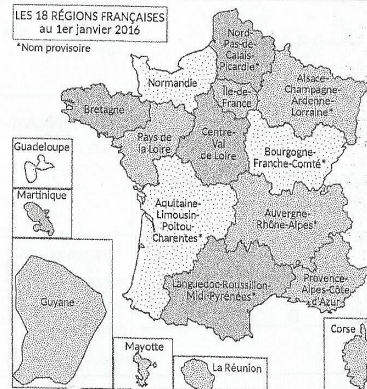 LES 18 RÉGIONS FRANÇAISES
au 1er janvier 2016
*Nom provisoire
Nord-
Pas-de-
Calais-
Picardie*
Normandie
Île-de-
France
Alsace-
Champagne-
Ardenne-
Lorraine*
Bretagne
Pays de
la Loire
Centre-
Val
de Loire
Bourgogne-
Franche-Comté*
Guadeloupe
Martinique
Aquitaine-
Limousin-
Poitou-
Charentes*
Auvergne-
Rhône-Alpes*
Guyane
Languedoc-Roussillon-
Midi-Pyrénées*
Provence-
Alpes-Côte
d'Azur
Mayotte
La Réunion
Corse